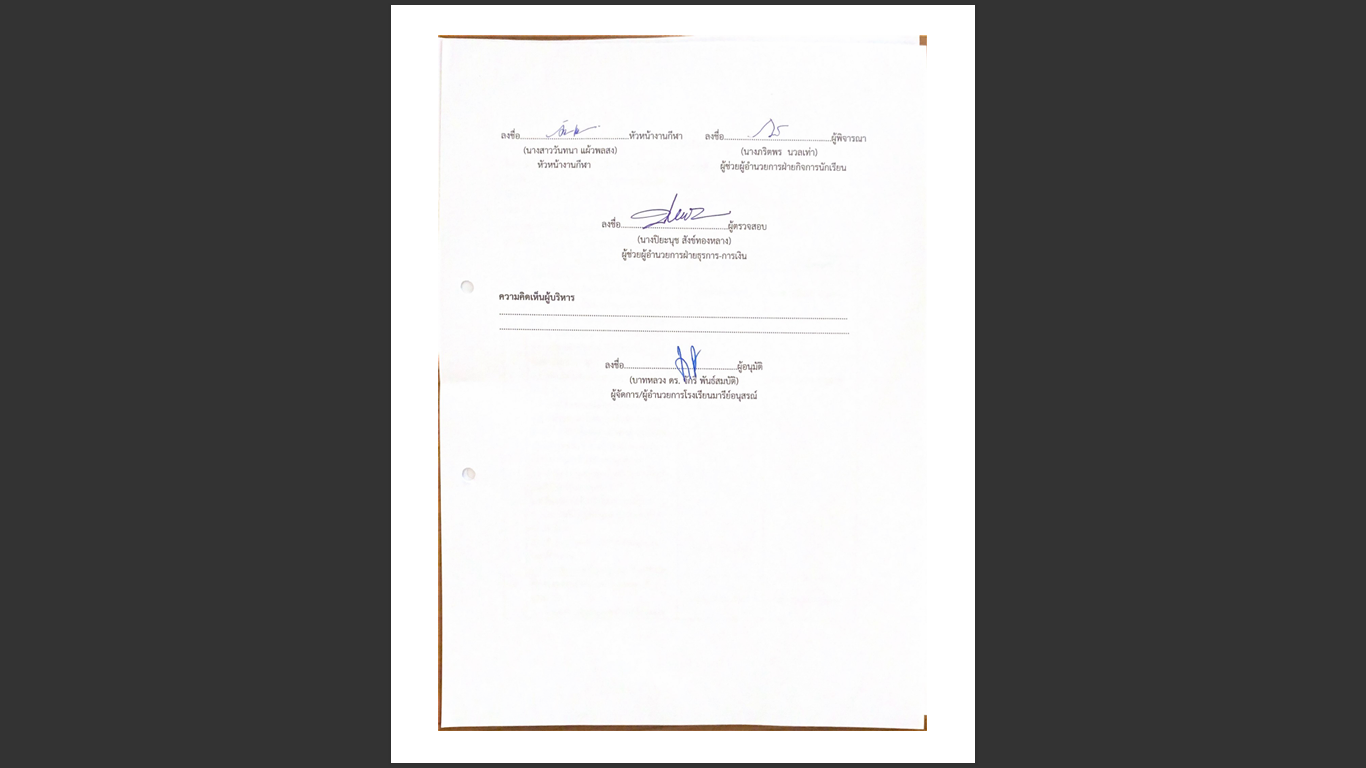 ลงชื่อ............................................หัวหน้างานกีฬา ลงชื่อ............................................ผู้พิจารณา
(นางสาววันทนา แผ้วพลสง) (นางภริตพร นวลเท่า)
หัวหน้างานกีฬา ผู้ช่วยผู้อำนวยการฝ่ายกิจการนักเรียน
ลงชื่อ............................................ผู้ตรวจสอบ
(นางปิยะนุช สังข์ทองหลาง)
ผู้ช่วยผู้อำนวยการฝ่ายธุรการ-การเงิน
ความคิดเห็นผู้บริหาร
ลงชื่อ............................................ผู้อนุมัติ
(บาทหลวง ดร. พันธ์สมบัติ)
ผู้จัดการ/ผู้อำนวยการโรงเรียนมารีย์อนุสรณ์